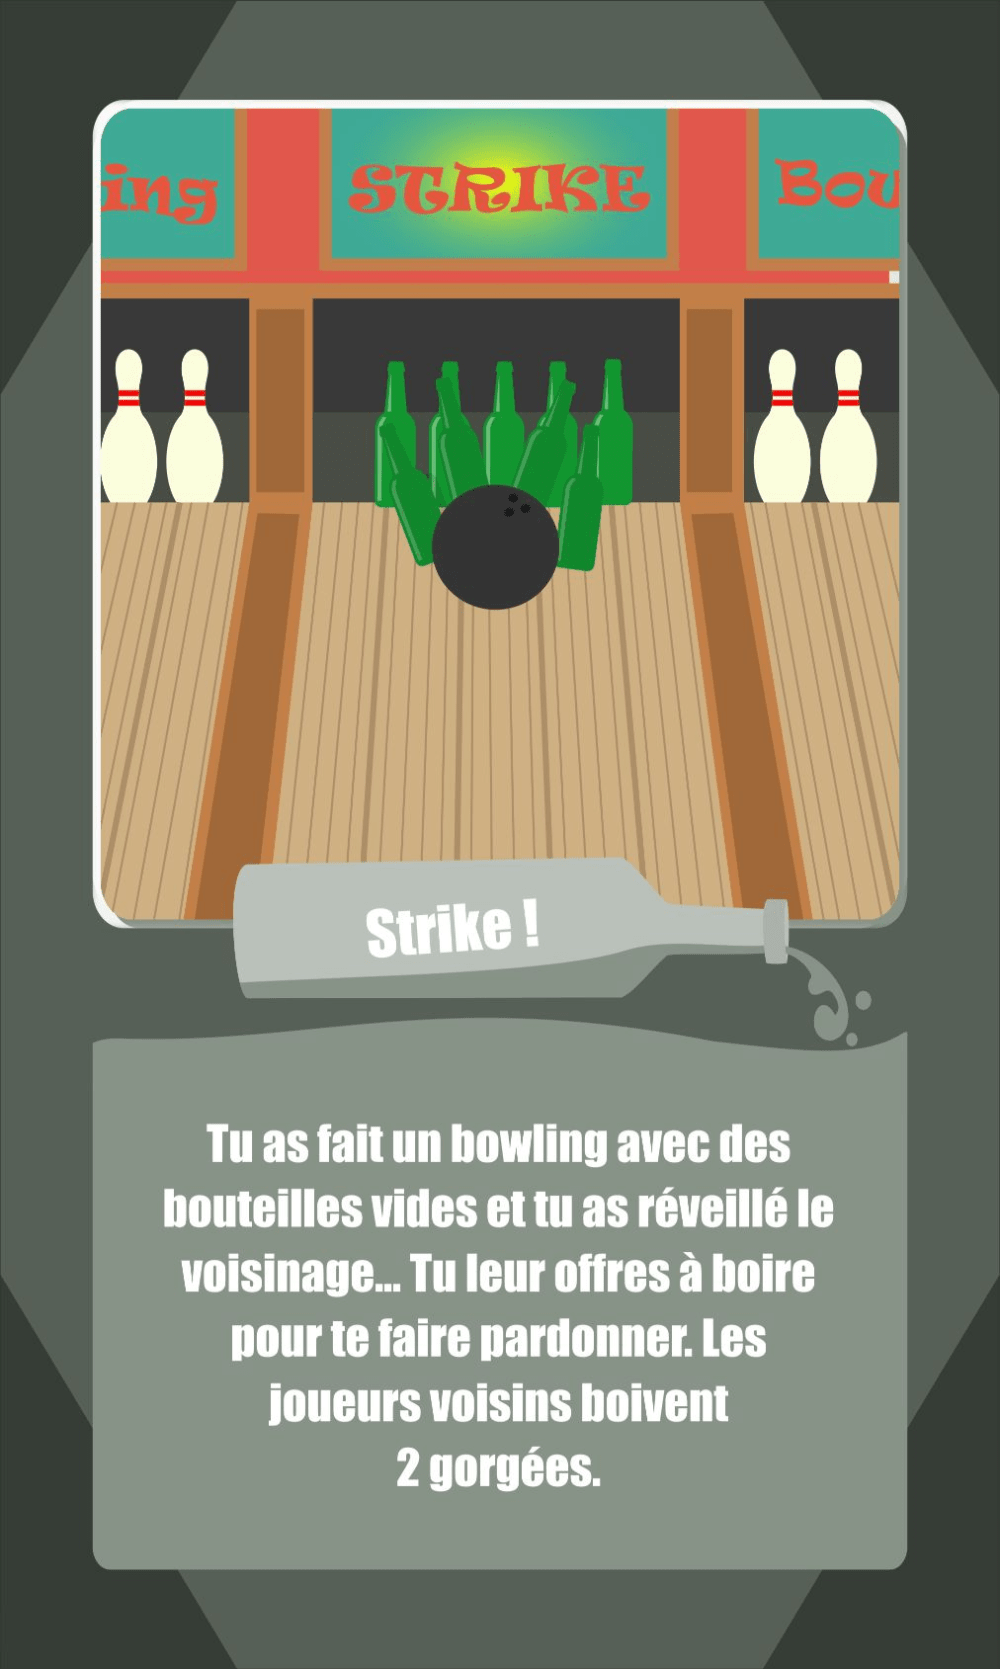 ing STRIKE Bou
Strike !
Tu as fait un bowling avec des
bouteilles vides et tu as réveillé le
voisinage... Tu leur offres à boire
pour te faire pardonner. Les
joueurs voisins boivent
2 gorgées.